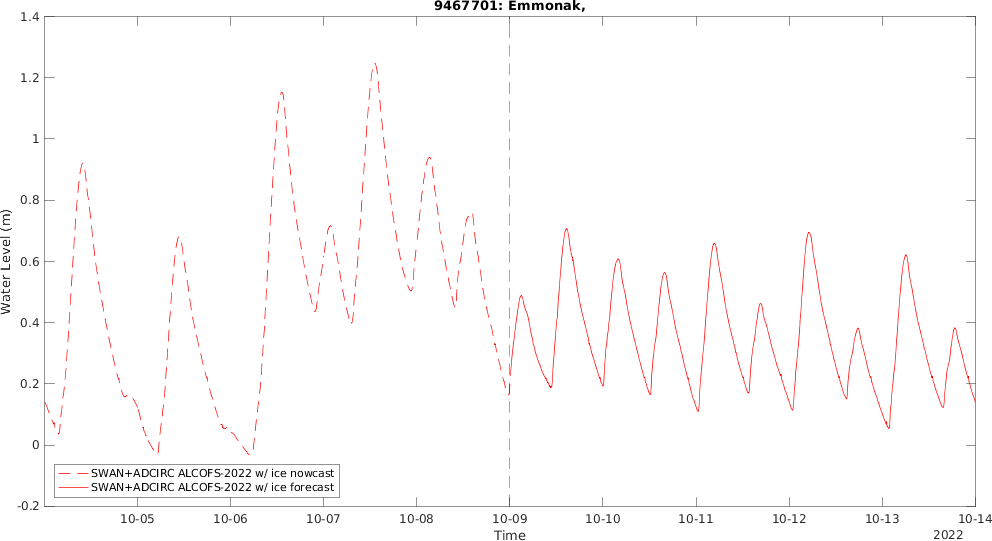 9467701: Emmonak,
1.4
1.2
1
0.8
0.6
0.4
0.2
0
-0.2
Water Level (m)
SWAN+ADCIRC ALCOFS-2022 w/ ice nowcast
SWAN+ADCIRC ALCOFS-2022 w/ ice forecast
10-05 10-06 10-07 10-08 10-09 10-10 10-11 10-12 10-13 10-14
Time
2022